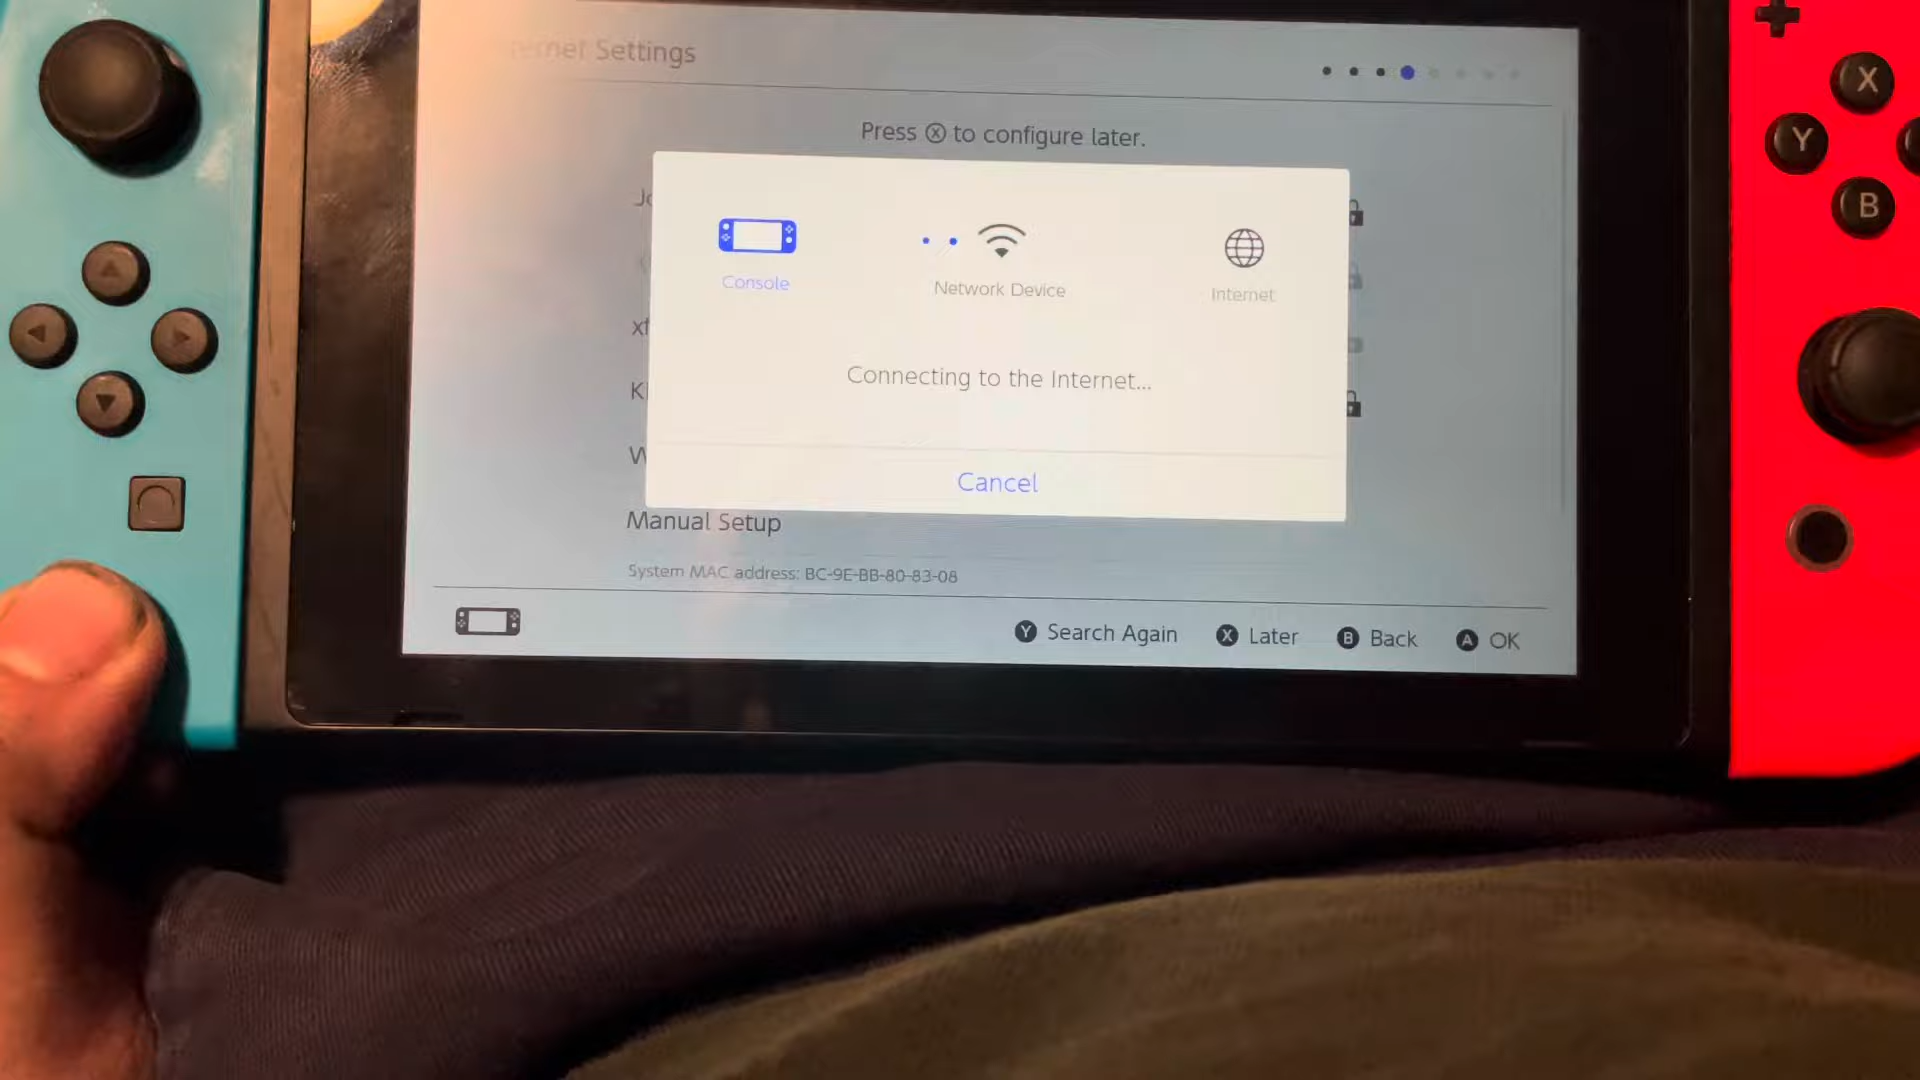 ernet Settings
Press Ⓧ to configure later.
Console
Network Device
Internet
Connecting to the Internet...
Cancel
Manual Setup
System MAC address: BC-9E-BB-80-83-08
Y Search Again
X Later
B Back
A OK
X
Y
B